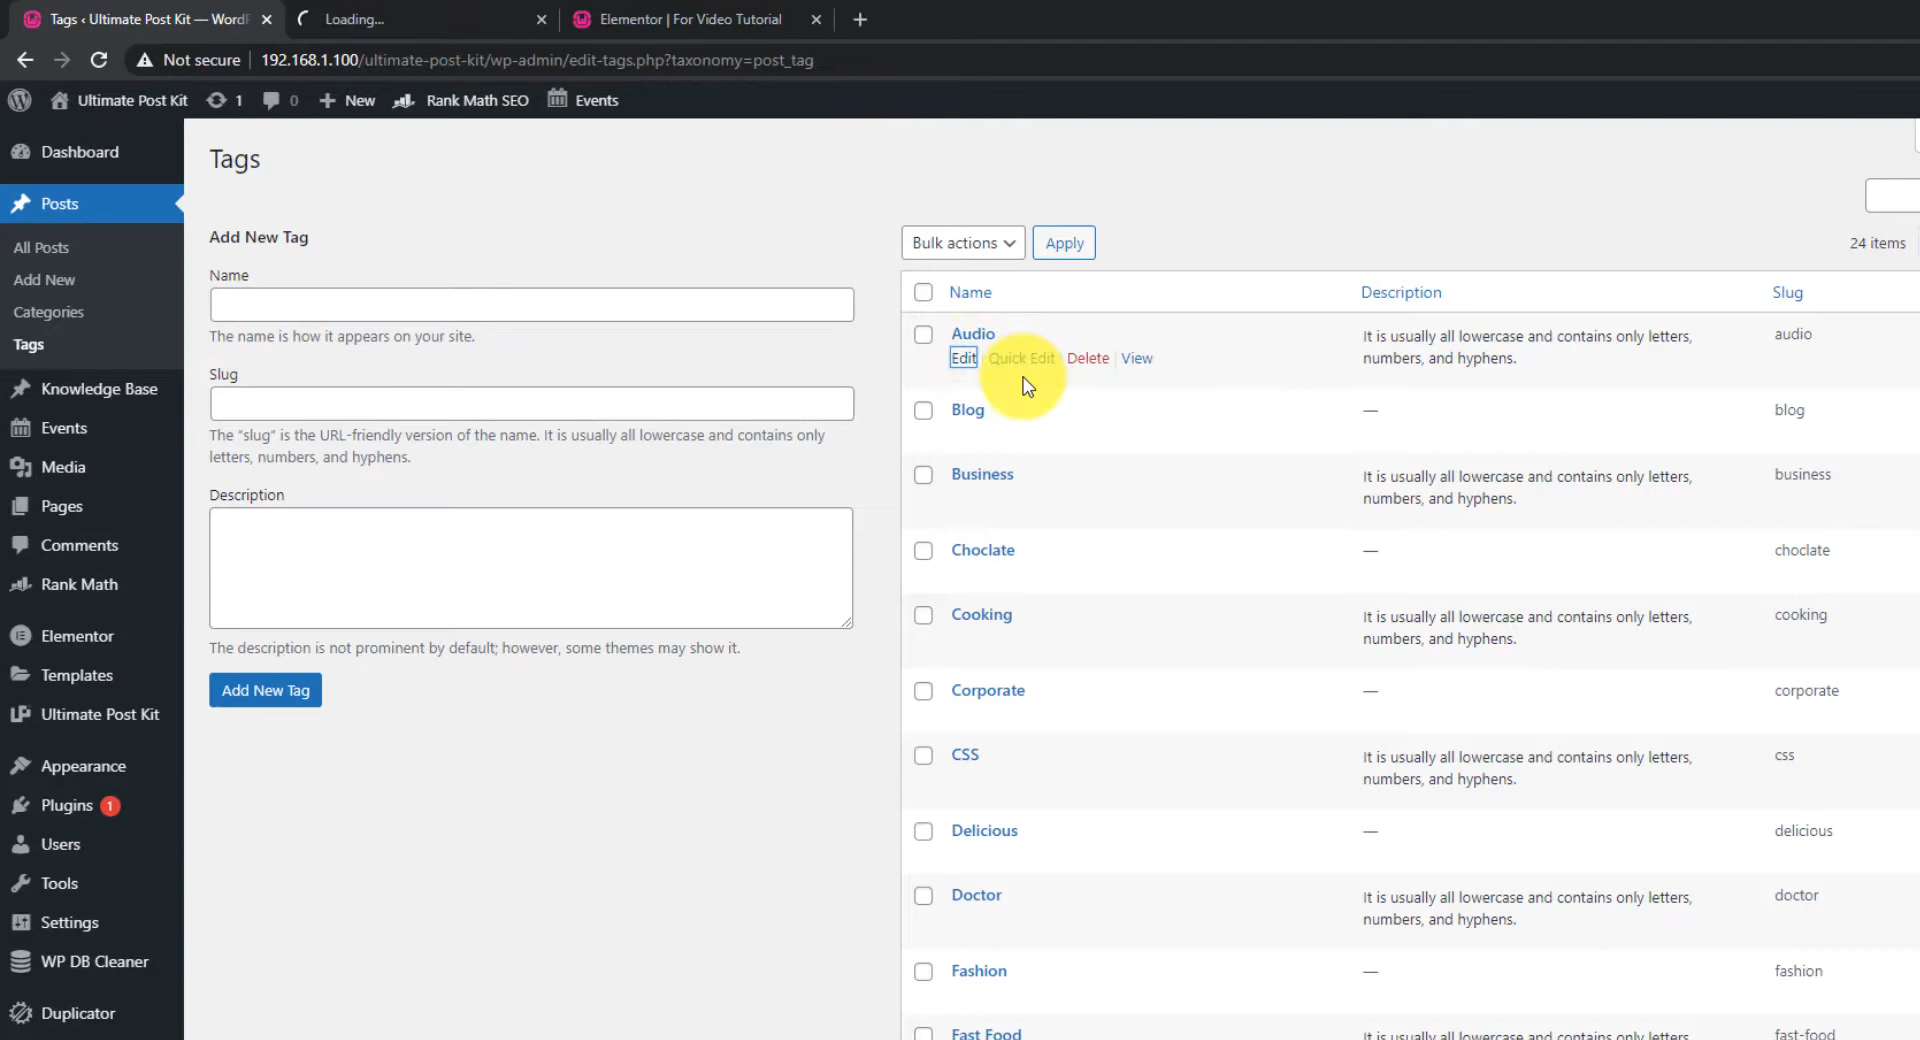 Tags ‹ Ultimate Post Kit — WordP
Loading...
Elementor | For Video Tutorial
Not secure
192.168.1.100/ultimate-post-kit/wp-admin/edit-tags.php?taxonomy=post_tag
Ultimate Post Kit
1
0
New
Rank Math SEO
Events
Dashboard
Posts
All Posts
Add New
Categories
Tags
Knowledge Base
Events
Media
Pages
Comments
Rank Math
Elementor
Templates
Ultimate Post Kit
Appearance
Plugins 1
Users
Tools
Settings
WP DB Cleaner
Duplicator
Tags
Add New Tag
Name
The name is how it appears on your site.
Slug
The “slug” is the URL-friendly version of the name. It is usually all lowercase and contains only
letters, numbers, and hyphens.
Description
The description is not prominent by default; however, some themes may show it.
Add New Tag
Bulk actions
Apply
24 items
Name Description Slug
Audio
Edit Quick Edit Delete View
It is usually all lowercase and contains only letters,
numbers, and hyphens.
audio
Blog — blog
Business
It is usually all lowercase and contains only letters,
numbers, and hyphens.
business
Choclate — choclate
Cooking
It is usually all lowercase and contains only letters,
numbers, and hyphens.
cooking
Corporate — corporate
CSS
It is usually all lowercase and contains only letters,
numbers, and hyphens.
css
Delicious — delicious
Doctor
It is usually all lowercase and contains only letters,
numbers, and hyphens.
doctor
Fashion — fashion
Fast Food
It is usually all lowercase and contains only letters,
fast-food